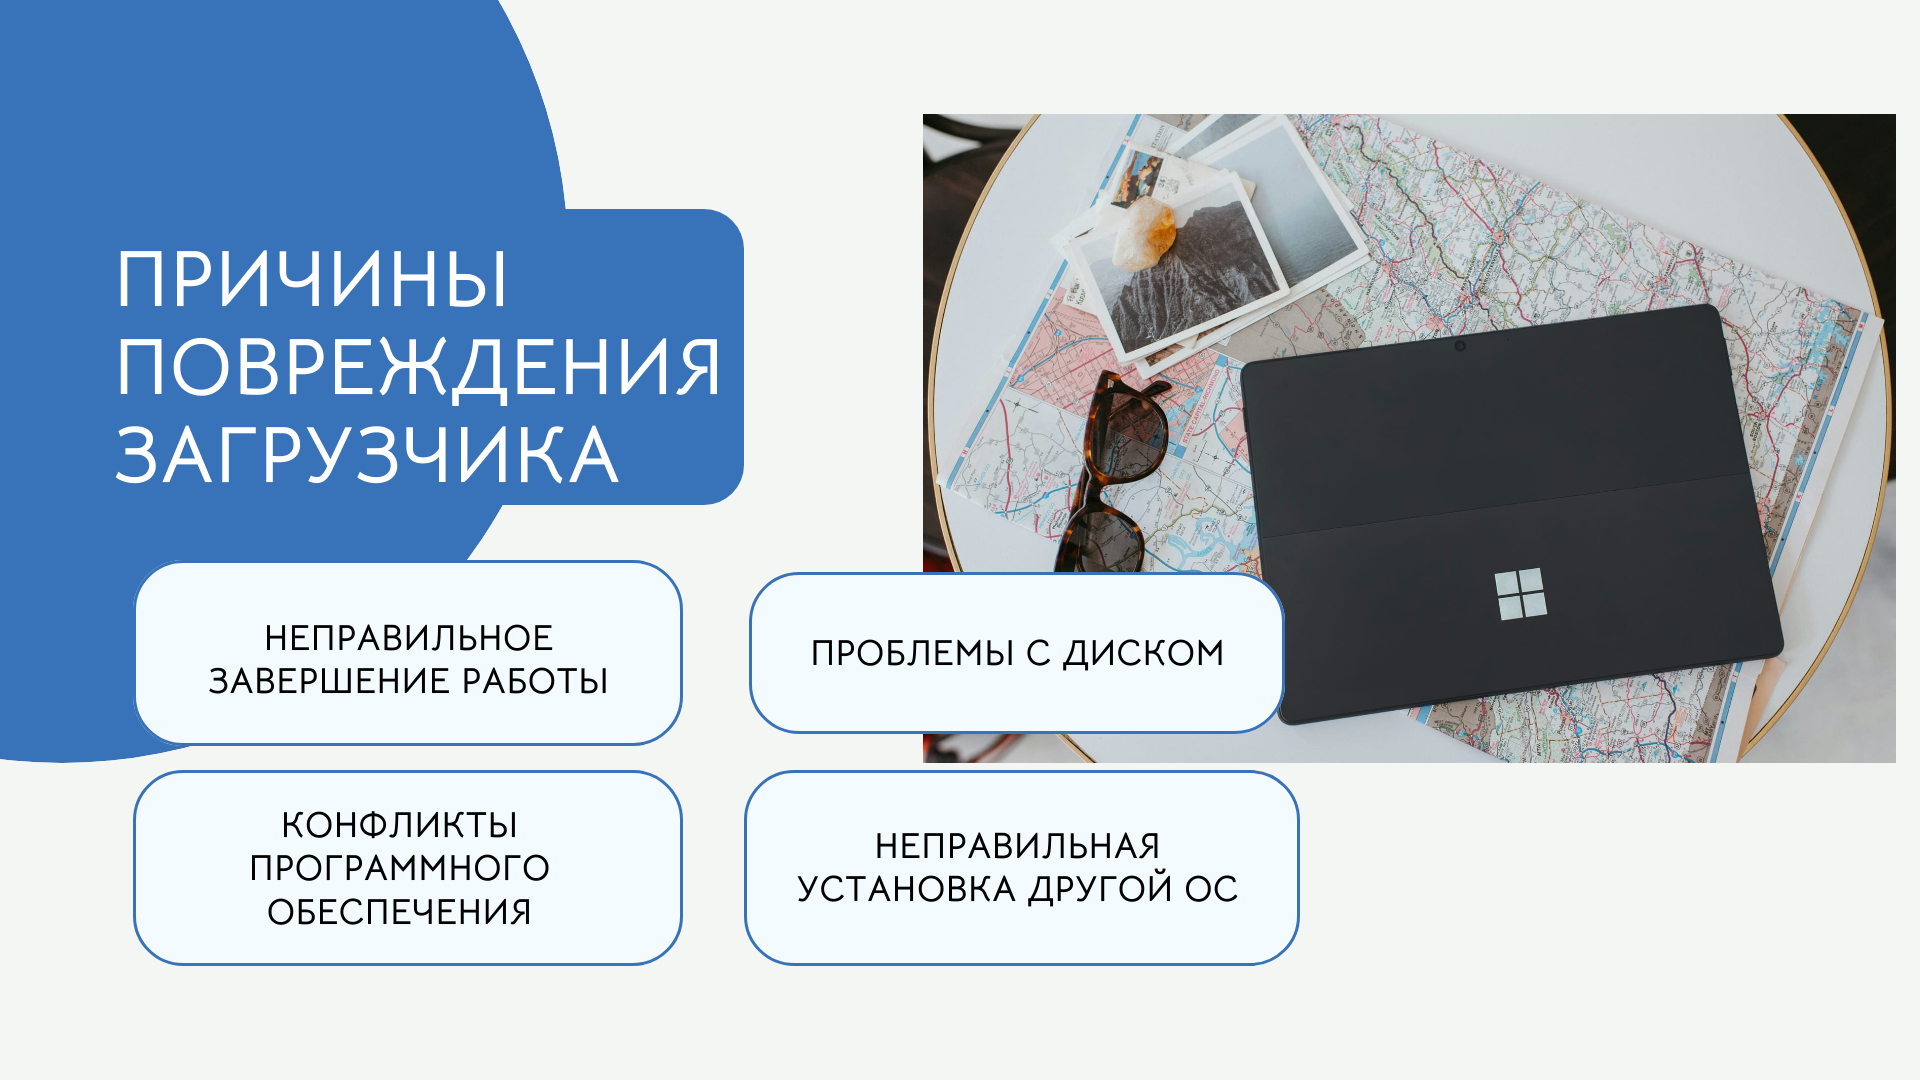 ПРИЧИНЫ
ПОВРЕЖДЕНИЯ
ЗАГРУЗЧИКА
НЕПРАВИЛЬНОЕ
ЗАВЕРШЕНИЕ РАБОТЫ
ПРОБЛЕМЫ С ДИСКОМ
КОНФЛИКТЫ
ПРОГРАММНОГО
ОБЕСПЕЧЕНИЯ
НЕПРАВИЛЬНАЯ
УСТАНОВКА ДРУГОЙ ОС